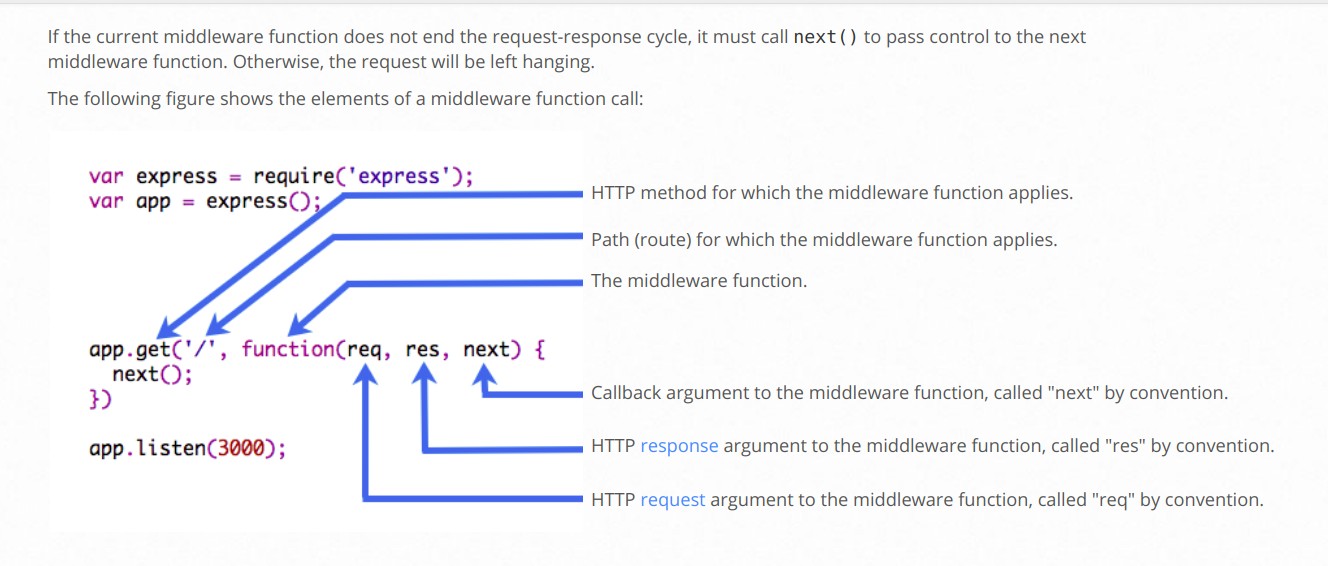 If the current middleware function does not end the request-response cycle, it must call next() to pass control to the next
middleware function. Otherwise, the request will be left hanging.
The following figure shows the elements of a middleware function call:
var express = require('express');
var app = express();
HTTP method for which the middleware function applies.
Path (route) for which the middleware function applies.
The middleware function.
app.get('/', function(req, res, next) {
next();
})
app.listen(3000);
Callback argument to the middleware function, called "next" by convention.
HTTP response argument to the middleware function, called "res" by convention.
HTTP request argument to the middleware function, called "req" by convention.